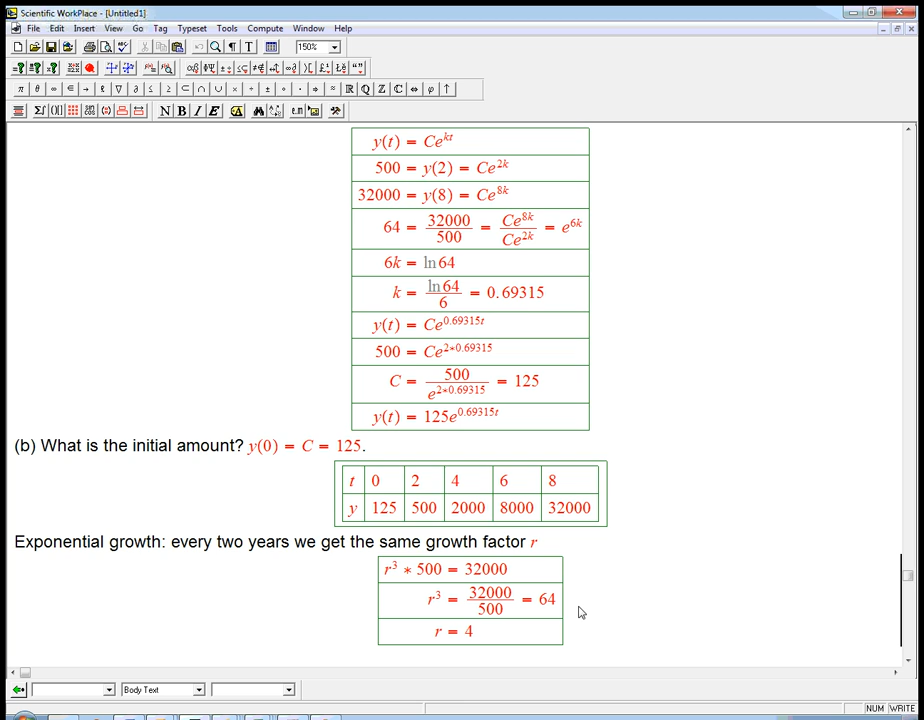 Scientific WorkPlace - [Untitled1]
File Edit Insert View Go Tag Typeset Tools Compute Window Help
150%
π θ ∞ ∈ → ℓ ∇ ∂ ≤ ≥ ⊂ ∩ ∪ × ÷ ± ∘ · ⇒ ≈ ℝ ℚ ℤ ℂ ⇔ φ ↑
N B I E
y(t) = Ce^{kt}
500 = y(2) = Ce^{2k}
32000 = y(8) = Ce^{8k}
64 = \frac{32000}{500} = \frac{Ce^{8k}}{Ce^{2k}} = e^{6k}
6k = ln 64
k = \frac{ln 64}{6} = 0.69315
y(t) = Ce^{0.69315t}
500 = Ce^{2*0.69315}
C = \frac{500}{e^{2*0.69315}} = 125
y(t) = 125e^{0.69315t}
(b) What is the initial amount? y(0) = C = 125.
t 0 2 4 6 8
y 125 500 2000 8000 32000
Exponential growth: every two years we get the same growth factor r
r^3 * 500 = 32000
r^3 = \frac{32000}{500} = 64
r = 4
Body Text
NUM WRITE